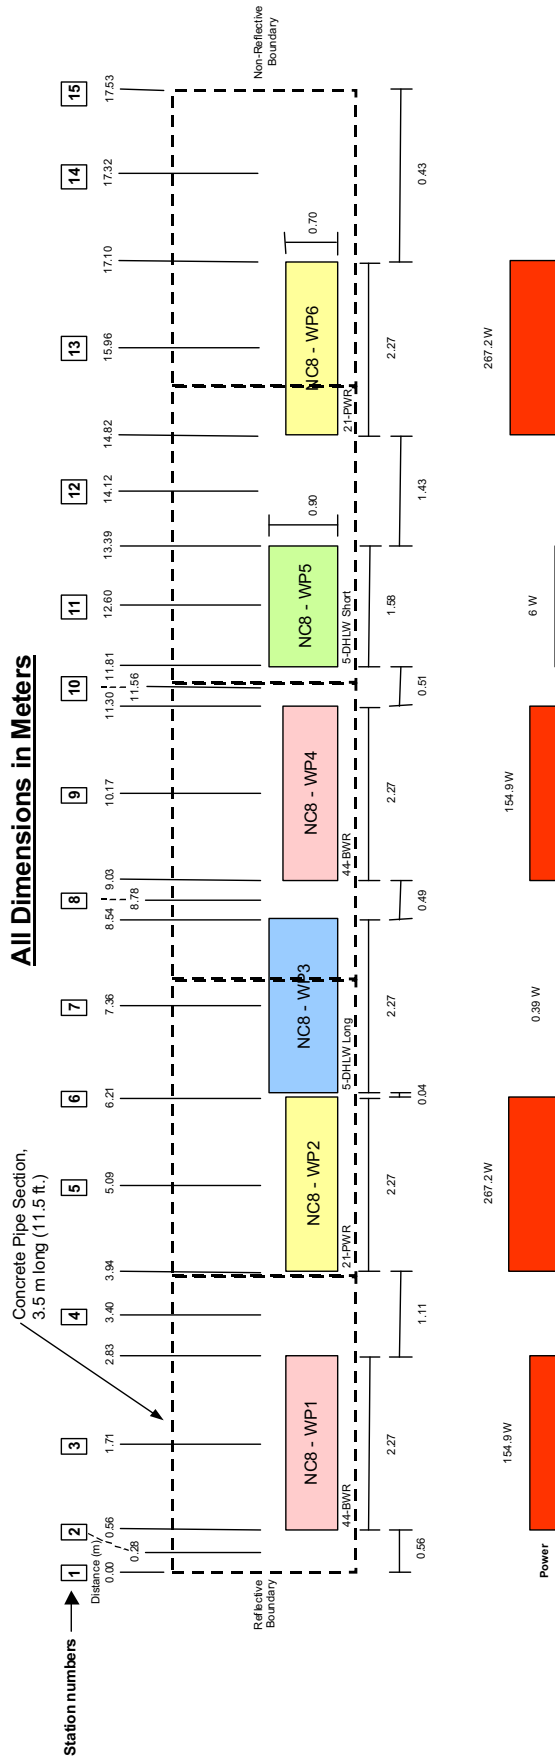 All Dimensions in Meters
Concrete Pipe Section,
3.5 m long (11.5 ft.)
Station numbers
1 2 3 4 5 6 7 8 9 10 11 12 13 14 15
Distance (m)
0.00 0.56 1.71 2.83 3.40 3.94 5.09 6.21 7.36 8.54 9.03 10.17 11.30 11.81 12.60 13.39 14.12 14.82 15.96 17.10 17.32 17.53
0.28 8.78 11.56
Reflective
Boundary
Non-Reflective
Boundary
NC8 - WP1
NC8 - WP2
NC8 - WP3
NC8 - WP4
NC8 - WP5
NC8 - WP6
0.90
0.70
44-BWR
21-PWR
5-DHLW Long
44-BWR
5-DHLW Short
21-PWR
0.56 2.27 1.11 2.27 0.04 2.27 0.49 2.27 0.51 1.58 1.43 2.27 0.43
154.9 W
267.2 W
0.39 W
154.9 W
6 W
267.2 W
Power